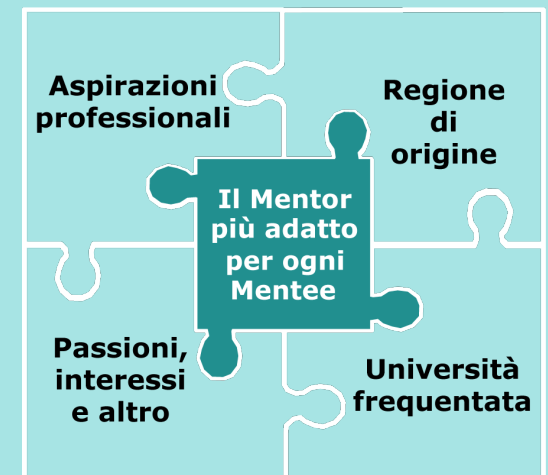 Aspirazioni
professionali
Regione
di
origine
Il Mentor
più adatto
per ogni
Mentee
Passioni,
interessi
e altro
Università
frequentata